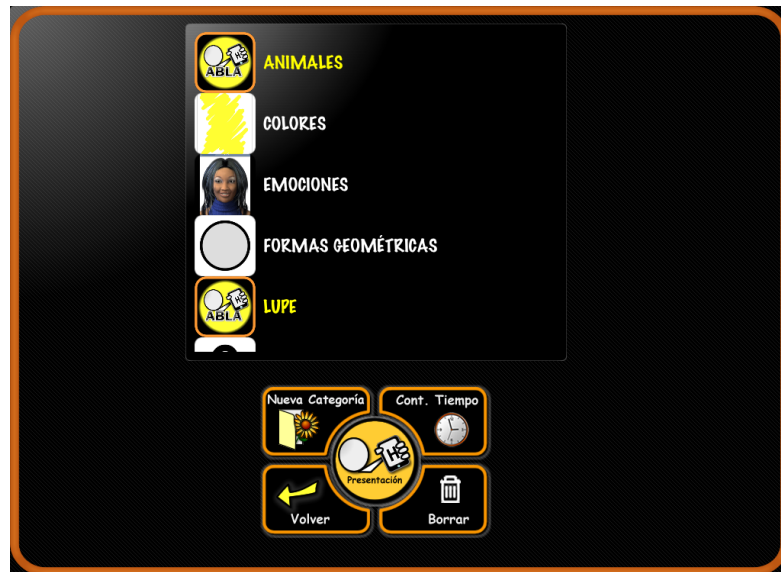 ABLA
ANIMALES
COLORES
EMOCIONES
FORMAS GEOMÉTRICAS
ABLA
LUPE
Nueva Categoría
Cont. Tiempo
Presentación
Volver
Borrar